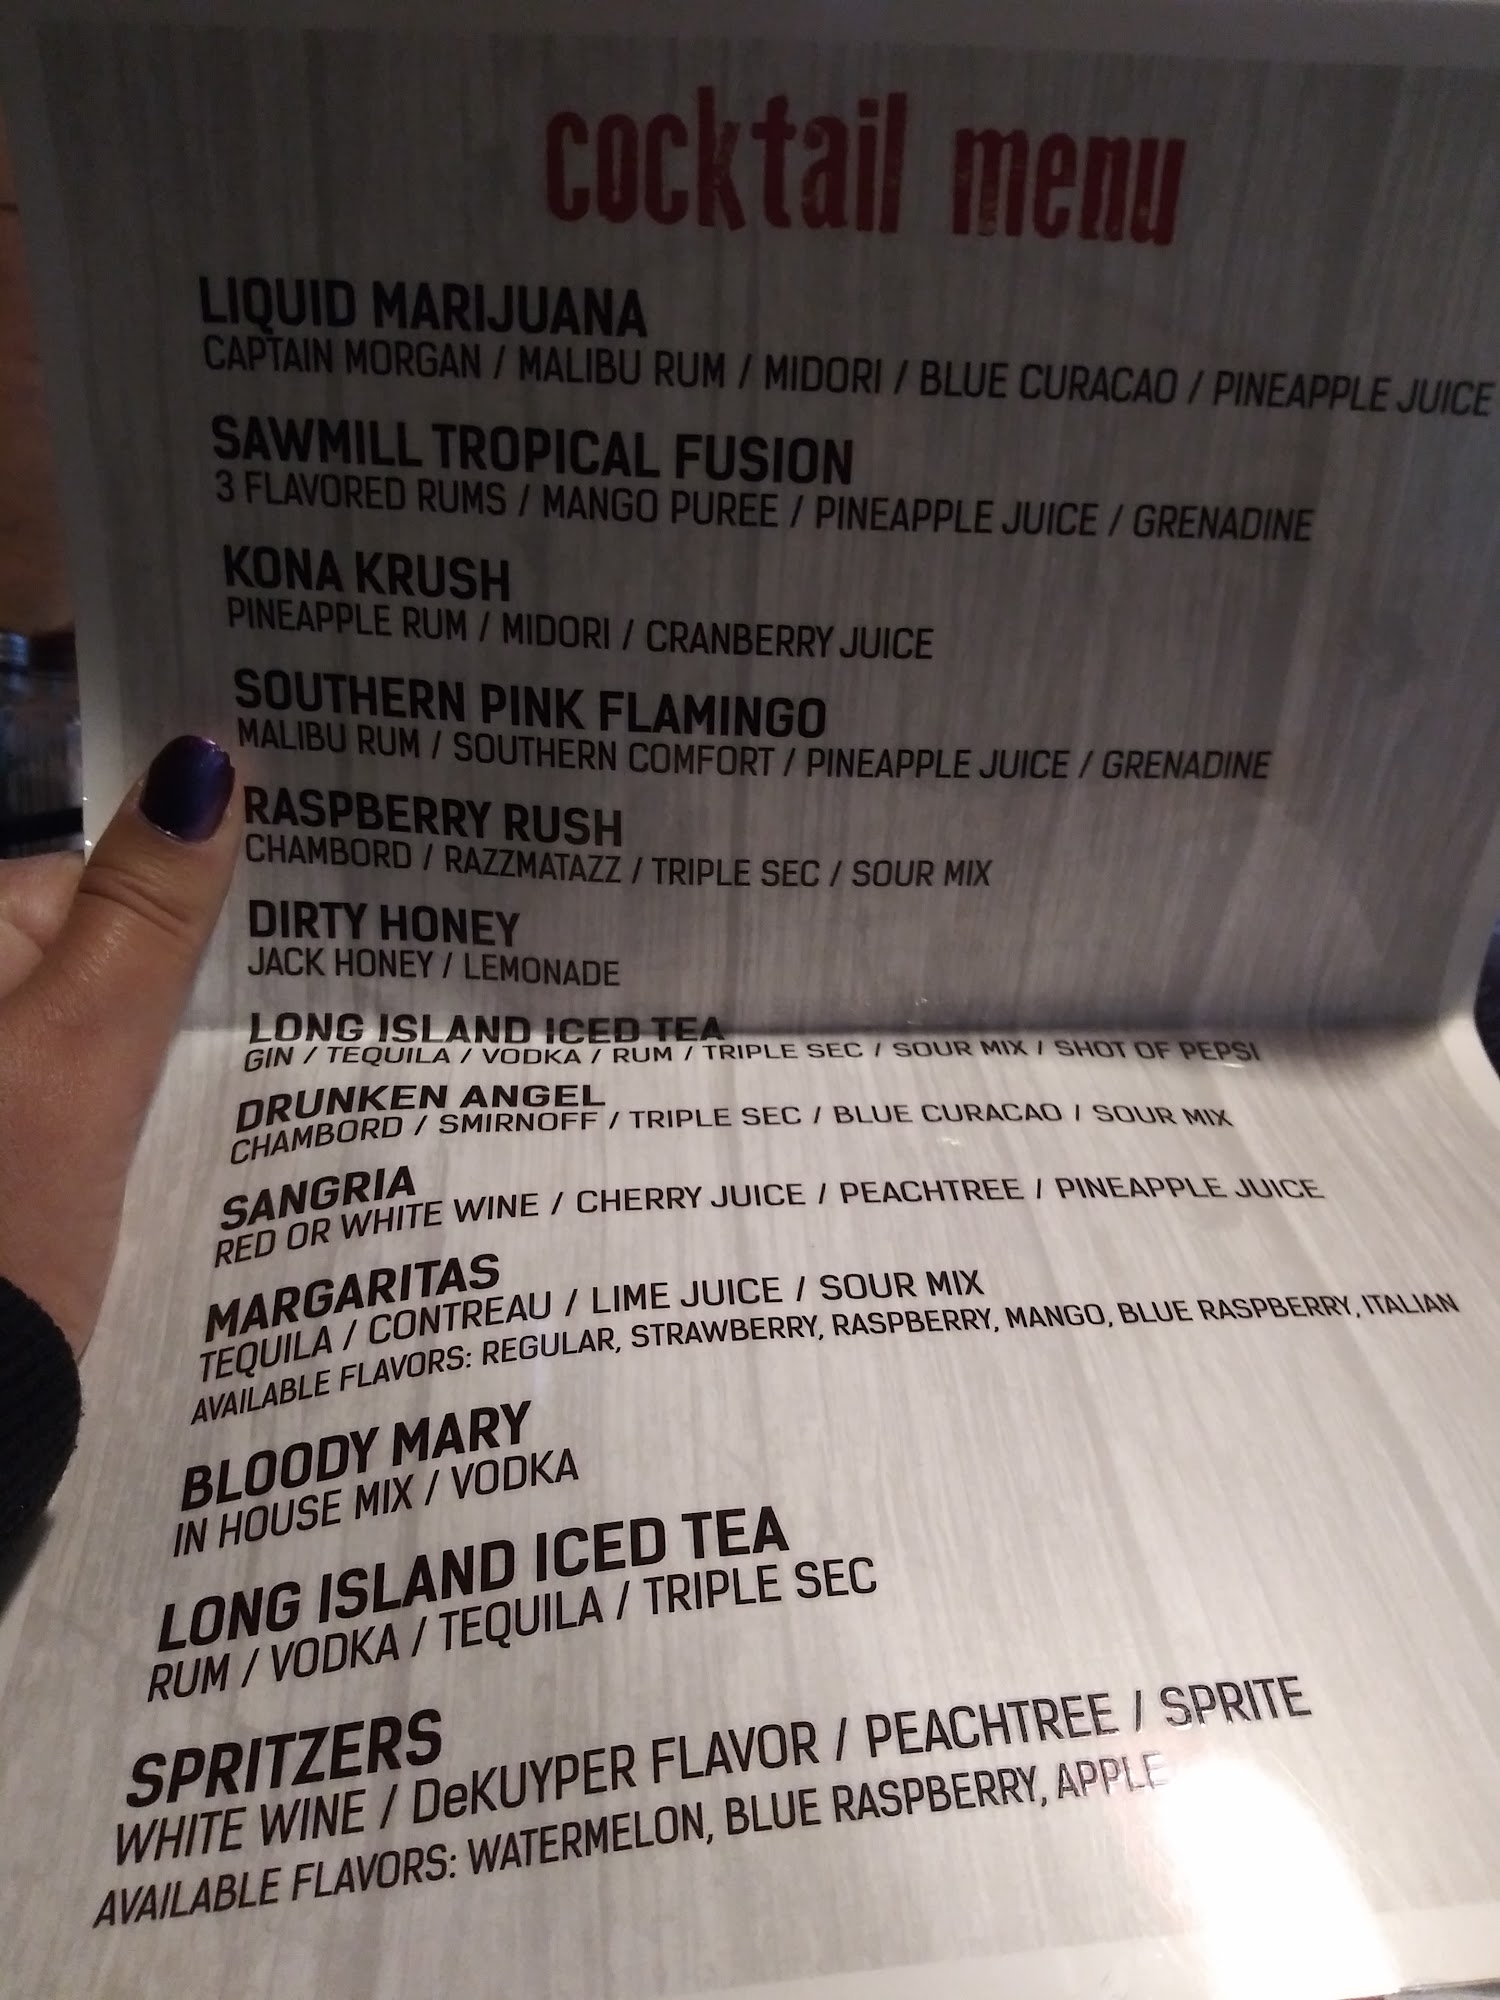 cocktail menu
LIQUID MARIJUANA
CAPTAIN MORGAN / MALIBU RUM / MIDORI / BLUE CURACAO / PINEAPPLE JUICE
SAWMILL TROPICAL FUSION
3 FLAVORED RUMS / MANGO PUREE / PINEAPPLE JUICE / GRENADINE
KONA KRUSH
PINEAPPLE RUM / MIDORI / CRANBERRY JUICE
SOUTHERN PINK FLAMINGO
MALIBU RUM / SOUTHERN COMFORT / PINEAPPLE JUICE / GRENADINE
RASPBERRY RUSH
CHAMBORD / RAZZMATAZZ / TRIPLE SEC / SOUR MIX
DIRTY HONEY
JACK HONEY / LEMONADE
LONG ISLAND ICED TEA
GIN / TEQUILA / VODKA / RUM / TRIPLE SEC / SOUR MIX / SHOT OF PEPSI
DRUNKEN ANGEL
CHAMBORD / SMIRNOFF / TRIPLE SEC / BLUE CURACAO / SOUR MIX
SANGRIA
RED OR WHITE WINE / CHERRY JUICE / PEACHTREE / PINEAPPLE JUICE
MARGARITAS
TEQUILA / CONTREAU / LIME JUICE / SOUR MIX
AVAILABLE FLAVORS: REGULAR, STRAWBERRY, RASPBERRY, MANGO, BLUE RASPBERRY, ITALIAN
BLOODY MARY
IN HOUSE MIX / VODKA
LONG ISLAND ICED TEA
RUM / VODKA / TEQUILA / TRIPLE SEC
SPRITZERS
WHITE WINE / DeKUYPER FLAVOR / PEACHTREE / SPRITE
AVAILABLE FLAVORS: WATERMELON, BLUE RASPBERRY, APPLE